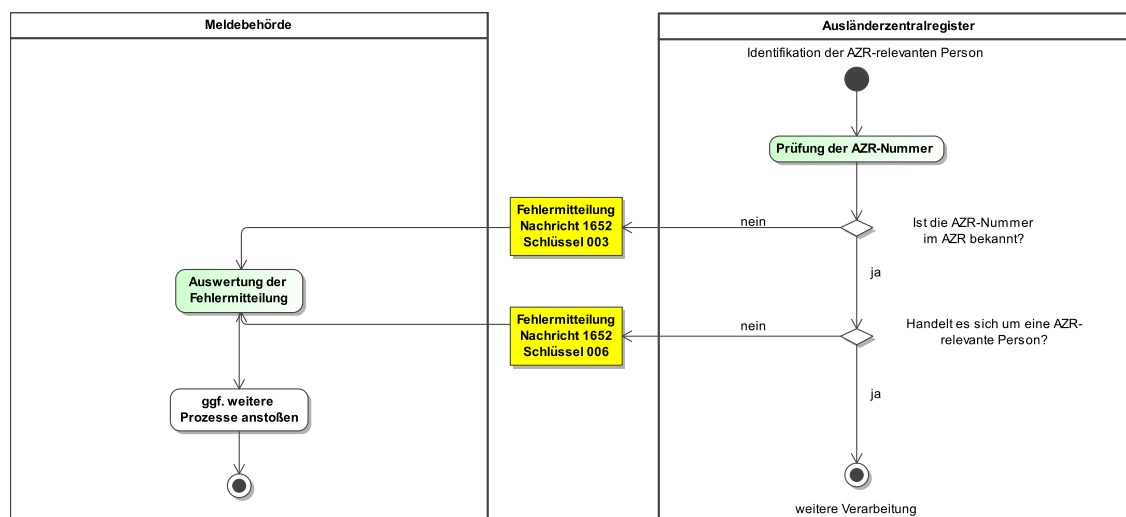 Meldebehörde
Ausländerzentralregister
Identifikation der AZR-relevanten Person
Prüfung der AZR-Nummer
Fehlermitteilung
Nachricht 1652
Schlüssel 003
nein
Ist die AZR-Nummer
im AZR bekannt?
Auswertung der
Fehlermitteilung
ja
Fehlermitteilung
Nachricht 1652
Schlüssel 006
nein
Handelt es sich um eine AZR-
relevante Person?
ggf. weitere
Prozesse anstoßen
ja
weitere Verarbeitung